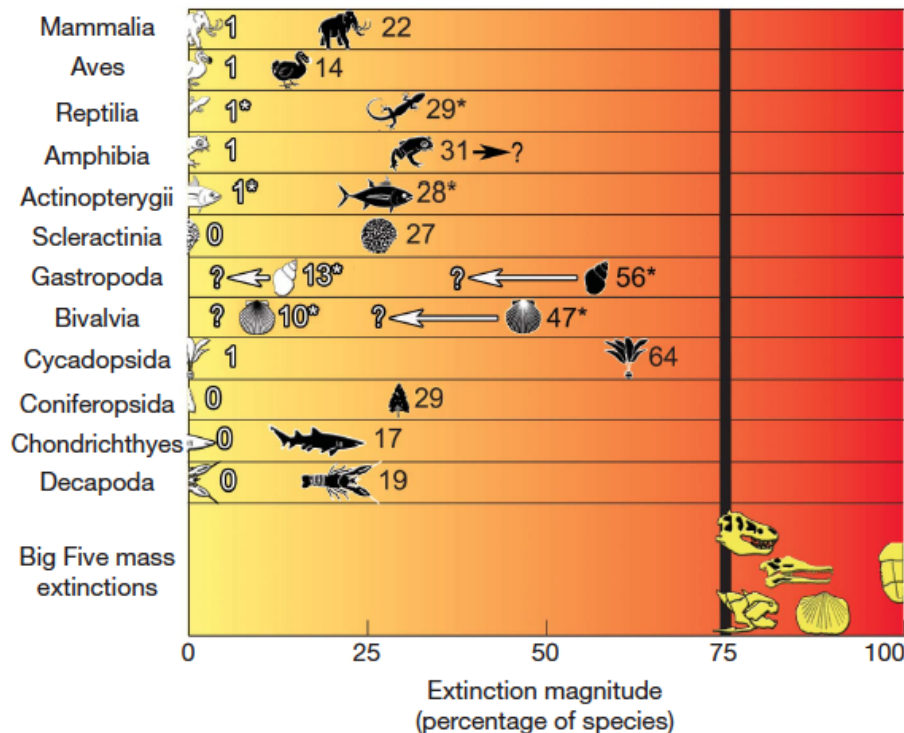 Mammalia 1 22
Aves 1 14
Reptilia 1* 29*
Amphibia 1 31 ?
Actinopterygii 1* 28*
Scleractinia 0 27
Gastropoda ? 13* ? 56*
Bivalvia ? 10* ? 47*
Cycadopsida 1 64
Coniferopsida 0 29
Chondrichthyes 0 17
Decapoda 0 19
Big Five mass
extinctions
0 25 50 75 100
Extinction magnitude
(percentage of species)